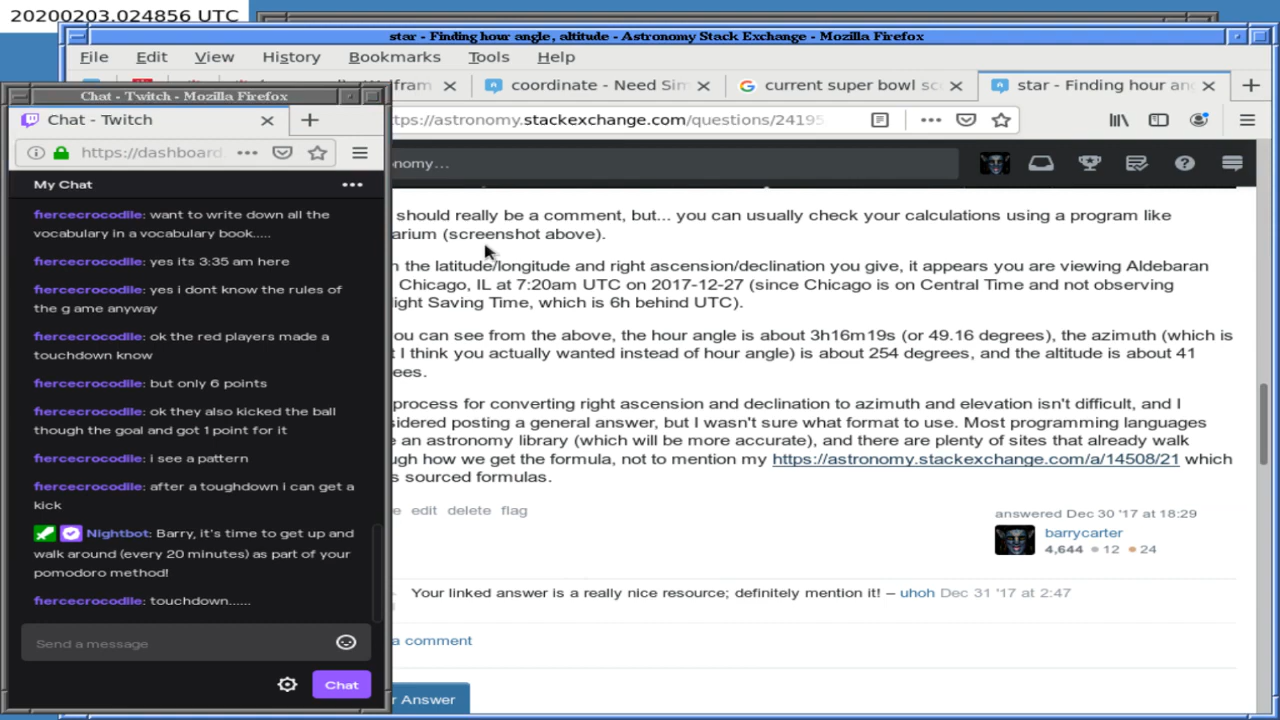 20200203.024856 UTC
star - Finding hour angle, altitude - Astronomy Stack Exchange - Mozilla Firefox
File Edit View History Bookmarks Tools Help
coordinate - Need Sim
current super bowl sc
star - Finding hour an
ttps://astronomy.stackexchange.com/questions/24195
nomy...
Chat - Twitch - Mozilla Firefox
Chat - Twitch
https://dashboard.
My Chat
fiercecrocodile: want to write down all the
vocabulary in a vocabulary book.....
fiercecrocodile: yes its 3:35 am here
fiercecrocodile: yes i dont know the rules of
the g ame anyway
fiercecrocodile: ok the red players made a
touchdown know
fiercecrocodile: but only 6 points
fiercecrocodile: ok they also kicked the ball
though the goal and got 1 point for it
fiercecrocodile: i see a pattern
fiercecrocodile: after a toughdown i can get a
kick
Nightbot: Barry, it's time to get up and
walk around (every 20 minutes) as part of your
pomodoro method!
fiercecrocodile: touchdown......
Send a message
Chat
should really be a comment, but... you can usually check your calculations using a program like
arium (screenshot above).
the latitude/longitude and right ascension/declination you give, it appears you are viewing Aldebaran
Chicago, IL at 7:20am UTC on 2017-12-27 (since Chicago is on Central Time and not observing
ight Saving Time, which is 6h behind UTC).
ou can see from the above, the hour angle is about 3h16m19s (or 49.16 degrees), the azimuth (which is
I think you actually wanted instead of hour angle) is about 254 degrees, and the altitude is about 41
ees.
process for converting right ascension and declination to azimuth and elevation isn't difficult, and I
sidered posting a general answer, but I wasn't sure what format to use. Most programming languages
e an astronomy library (which will be more accurate), and there are plenty of sites that already walk
ugh how we get the formula, not to mention my https://astronomy.stackexchange.com/a/14508/21 which
s sourced formulas.
e edit delete flag
answered Dec 30 '17 at 18:29
barrycarter
4,644 12 24
Your linked answer is a really nice resource; definitely mention it! – uhoh Dec 31 '17 at 2:47
a comment
r Answer